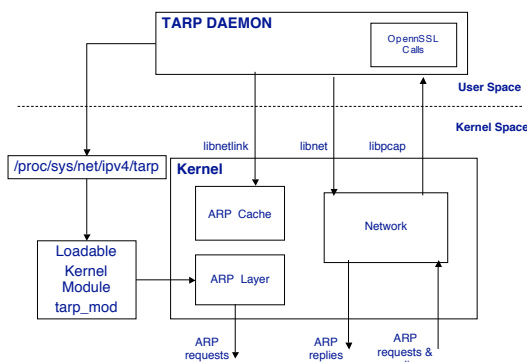 TARP DAEMON
OpennSSL
Calls
User Space
Kernel Space
libnetlink
libnet
libpcap
/proc/sys/net/ipv4/tarp
Kernel
ARP Cache
Network
Loadable
Kernel
Module
tarp_mod
ARP Layer
ARP
requests
ARP
replies
ARP
requests &